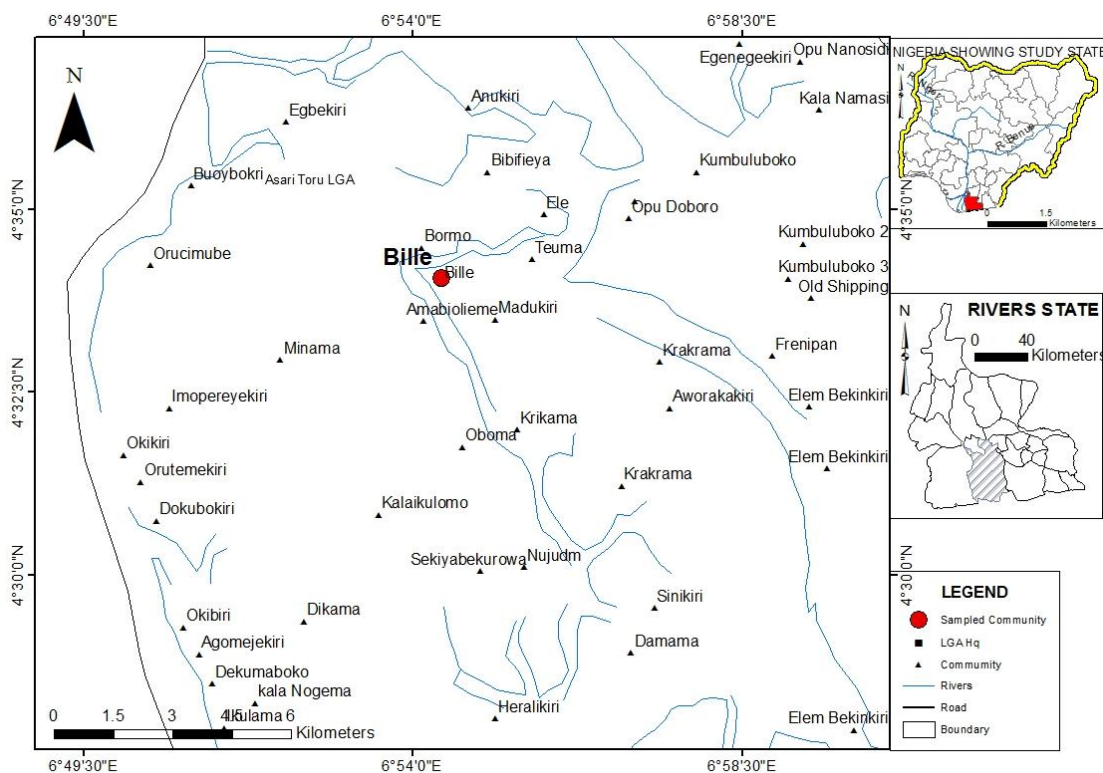 6°49'30"E
6°54'0"E
6°58'30"E
4°35'0"N
4°32'30"N
4°30'0"N
N
Egenegeekiri
Opu Nanosidi
Anukiri
Egbekiri
Kala Namasi
Bibifieya
Kumbuluboko
Buoybokri
Asari Toru LGA
Ele
Opu Doboro
Bormo
Kumbuluboko 2
Teuma
Orucimube
Bille
Bille
Kumbuluboko 3
Old Shipping
Amabiolieme
Madukiri
Minama
Krakrama
Frenipan
Imopereyekiri
Aworakakiri
Elem Bekinkiri
Krikama
Okikiri
Oboma
Orutemekiri
Krakrama
Elem Bekinkiri
Dokubokiri
Kalaikulomo
Sekiyabekurowa
Nujudm
Sinikiri
Okibiri
Dikama
Agomejekiri
Damama
Dekumaboko
kala Nogema
Heralikiri
Ikulama
Elem Bekinkiri
0 1.5 3 4.5 6
Kilometers
6°49'30"E
6°54'0"E
6°58'30"E
4°35'0"N
4°30'0"N
NIGERIA SHOWING STUDY STATE
N
R. Benue
0 1.5
Kilometers
N
RIVERS STATE
0 40
Kilometers
LEGEND
Sampled Community
LGA Hq
Community
Rivers
Road
Boundary